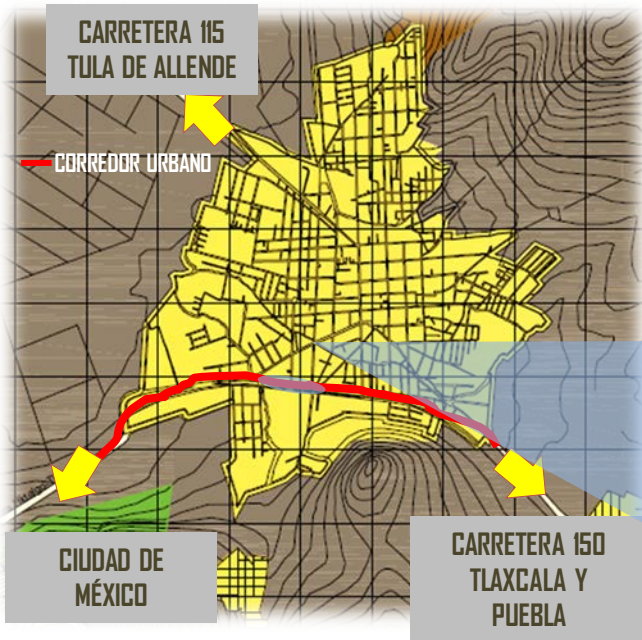 CARRETERA 115
TULA DE ALLENDE
CORREDOR URBANO
CIUDAD DE
MÉXICO
CARRETERA 150
TLAXCALA Y
PUEBLA